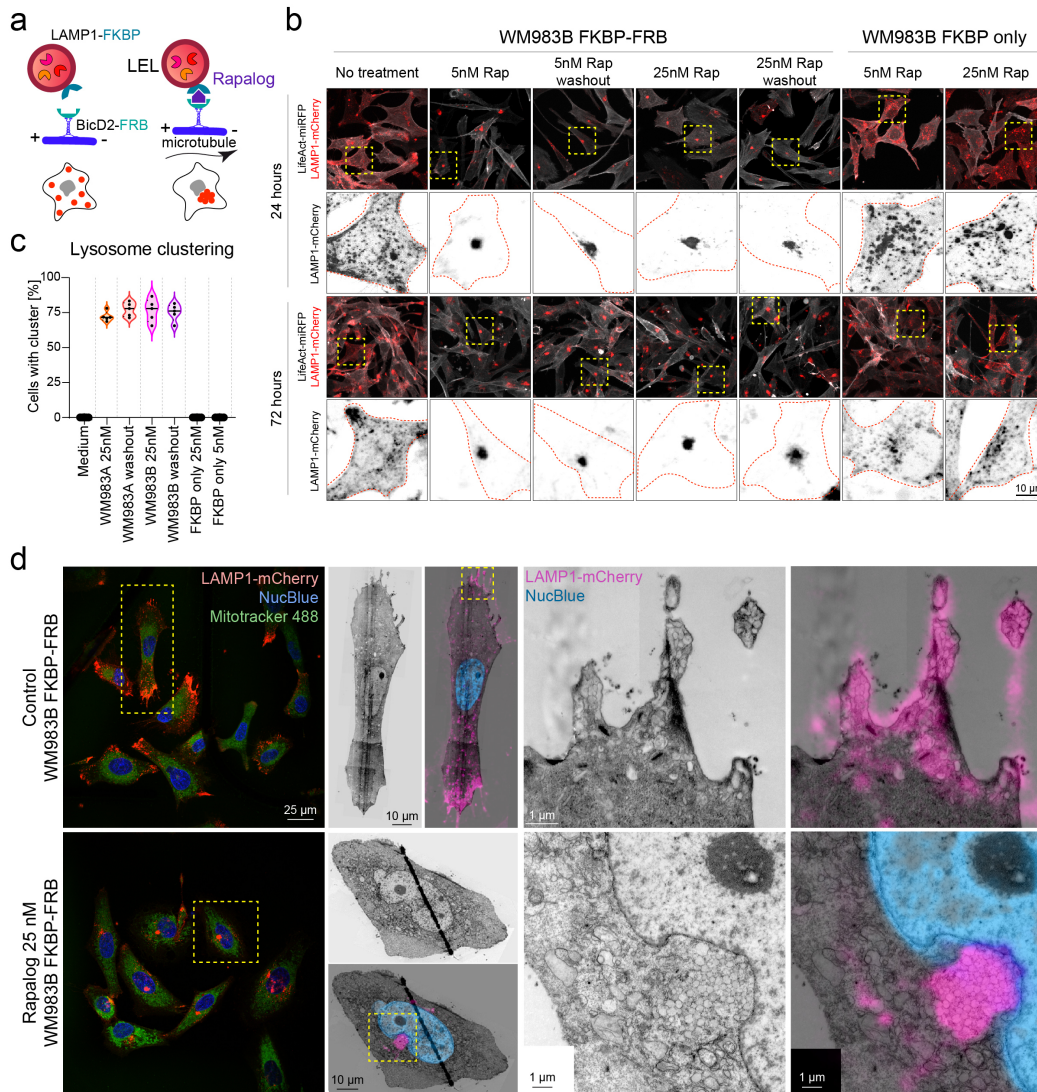 a
LAMP1-FKBP
LEL
Rapalog
BicD2-FRB
+
-
+
-
microtubule
b
WM983B FKBP-FRB
WM983B FKBP only
No treatment
5nM Rap
5nM Rap
washout
25nM Rap
25nM Rap
washout
5nM Rap
25nM Rap
24 hours
LifeAct-miRFP
LAMP1-mCherry
LAMP1-mCherry
72 hours
LifeAct-miRFP
LAMP1-mCherry
LAMP1-mCherry
10 µm
c
Lysosome clustering
Cells with cluster [%]
100
75
50
25
0
Medium
WM983A 25nM
WM983A washout
WM983B 25nM
WM983B washout
FKBP only 25nM
FKBP only 5nM
d
Control
WM983B FKBP-FRB
LAMP1-mCherry
NucBlue
Mitotracker 488
25 µm
10 µm
LAMP1-mCherry
NucBlue
1 µm
Rapalog 25 nM
WM983B FKBP-FRB
10 µm
1 µm
1 µm